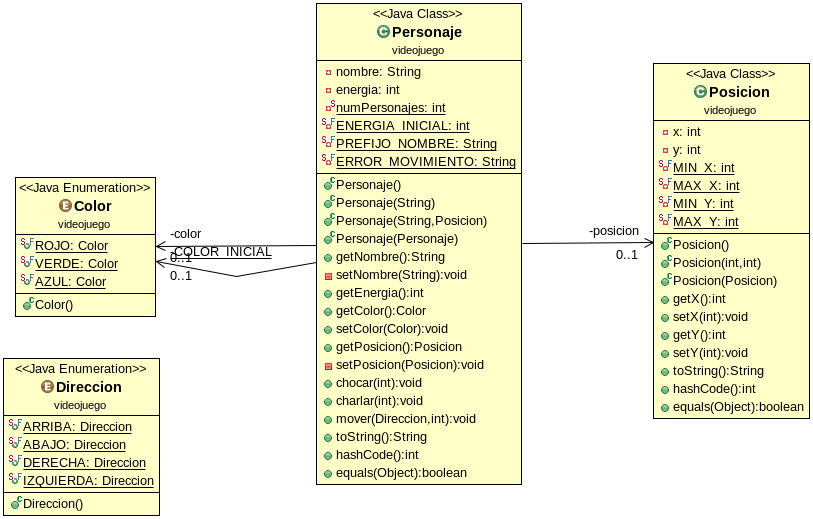 <<Java Class>>
Personaje
videojuego
nombre: String
energia: int
numPersonajes: int
ENERGIA_INICIAL: int
PREFIJO_NOMBRE: String
ERROR_MOVIMIENTO: String
Personaje()
Personaje(String)
Personaje(String,Posicion)
Personaje(Personaje)
getNombre():String
setNombre(String):void
getEnergia():int
getColor():Color
setColor(Color):void
getPosicion():Posicion
setPosicion(Posicion):void
chocar(int):void
charlar(int):void
mover(Direccion,int):void
toString():String
hashCode():int
equals(Object):boolean
<<Java Class>>
Posicion
videojuego
x: int
y: int
MIN_X: int
MAX_X: int
MIN_Y: int
MAX_Y: int
Posicion()
Posicion(int,int)
Posicion(Posicion)
getX():int
setX(int):void
getY():int
setY(int):void
toString():String
hashCode():int
equals(Object):boolean
-posicion
0..1
<<Java Enumeration>>
Color
videojuego
ROJO: Color
VERDE: Color
AZUL: Color
Color()
-color
-COLOR_INICIAL
0..1
0..1
<<Java Enumeration>>
Direccion
videojuego
ARRIBA: Direccion
ABAJO: Direccion
DERECHA: Direccion
IZQUIERDA: Direccion
Direccion()